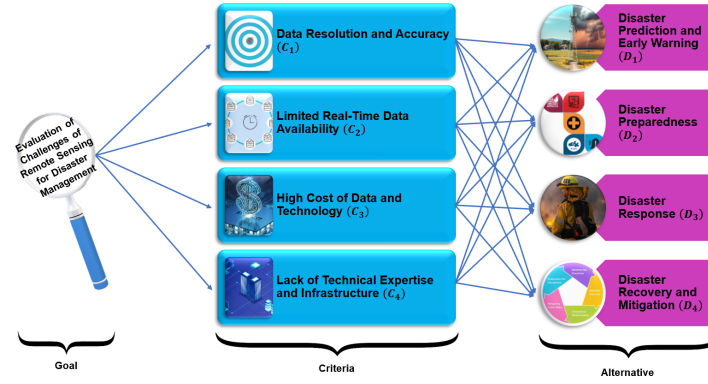 Evaluation of
Challenges of
Remote Sensing
for Disaster
Management
Data Resolution and Accuracy
(C₁)
Limited Real-Time Data
Availability (C₂)
High Cost of Data and
Technology (C₃)
Lack of Technical Expertise
and Infrastructure (C₄)
Disaster
Prediction and
Early Warning
(D₁)
Disaster
Preparedness
(D₂)
Disaster
Response (D₃)
Disaster
Recovery and
Mitigation (D₄)
Goal
Criteria
Alternative